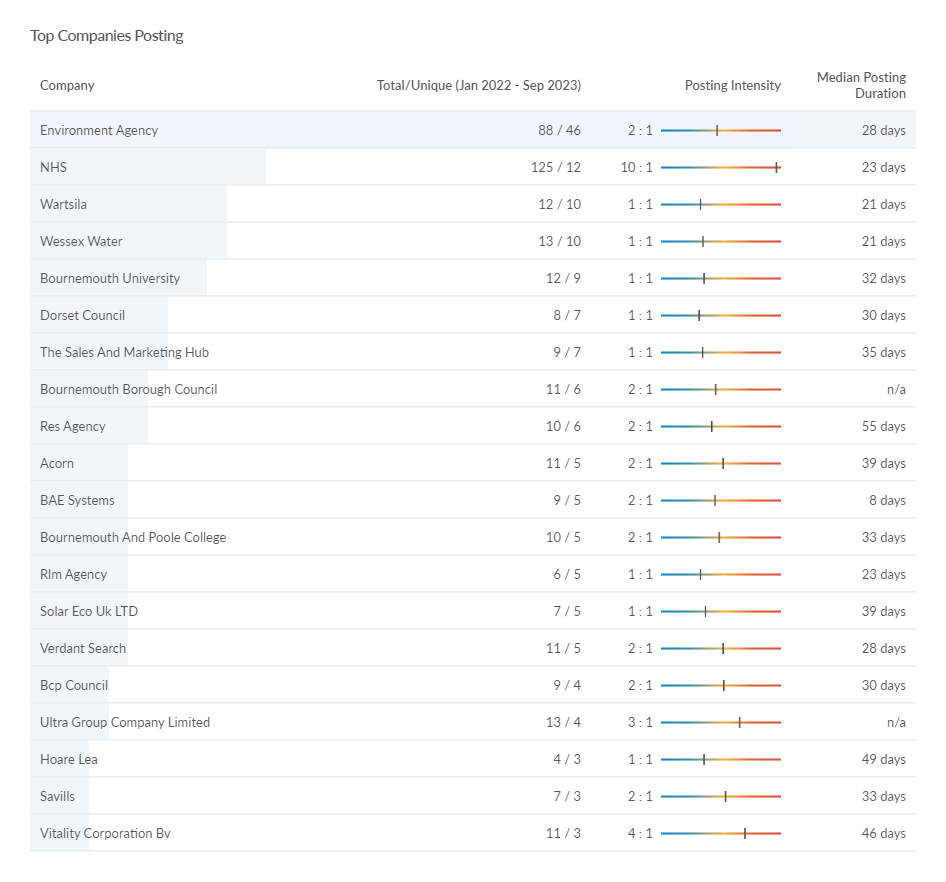 Top Companies Posting
Company Total/Unique (Jan 2022 - Sep 2023) Posting Intensity Median Posting Duration
Environment Agency 88 / 46 2 : 1 28 days
NHS 125 / 12 10 : 1 23 days
Wartsila 12 / 10 1 : 1 21 days
Wessex Water 13 / 10 1 : 1 21 days
Bournemouth University 12 / 9 1 : 1 32 days
Dorset Council 8 / 7 1 : 1 30 days
The Sales And Marketing Hub 9 / 7 1 : 1 35 days
Bournemouth Borough Council 11 / 6 2 : 1 n/a
Res Agency 10 / 6 2 : 1 55 days
Acorn 11 / 5 2 : 1 39 days
BAE Systems 9 / 5 2 : 1 8 days
Bournemouth And Poole College 10 / 5 2 : 1 33 days
Rlm Agency 6 / 5 1 : 1 23 days
Solar Eco Uk LTD 7 / 5 1 : 1 39 days
Verdant Search 11 / 5 2 : 1 28 days
Bcp Council 9 / 4 2 : 1 30 days
Ultra Group Company Limited 13 / 4 3 : 1 n/a
Hoare Lea 4 / 3 1 : 1 49 days
Savills 7 / 3 2 : 1 33 days
Vitality Corporation Bv 11 / 3 4 : 1 46 days